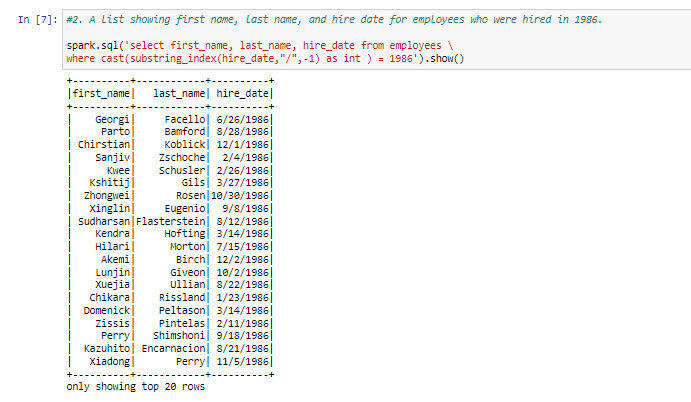 In [7]: #2. A list showing first name, last name, and hire date for employees who were hired in 1986.
spark.sql('select first_name, last_name, hire_date from employees \
where cast(substring_index(hire_date,"/",-1) as int ) = 1986').show()
+----------+-----------+----------+
|first_name|  last_name| hire_date|
+----------+-----------+----------+
|    Georgi|    Facello| 6/26/1986|
|     Parto|    Bamford| 8/28/1986|
| Chirstian|    Koblick| 12/1/1986|
|    Sanjiv|   Zschoche|  2/4/1986|
|      Kwee|   Schusler| 2/26/1986|
|   Kshitij|       Gils| 3/27/1986|
|  Zhongwei|      Rosen|10/30/1986|
|   Xinglin|    Eugenio|  9/8/1986|
| Sudharsan|Flasterstein| 8/12/1986|
|    Kendra|    Hofting| 3/14/1986|
|    Hilari|     Morton| 7/15/1986|
|     Akemi|      Birch| 12/2/1986|
|    Lunjin|     Giveon| 10/2/1986|
|    Xuejia|     Ullian| 8/22/1986|
|   Chikara|   Rissland| 1/23/1986|
|  Domenick|   Peltason| 3/14/1986|
|    Zissis|   Pintelas| 2/11/1986|
|     Perry|  Shimshoni| 9/18/1986|
|  Kazuhito| Encarnacion| 8/21/1986|
|   Xiadong|      Perry| 11/5/1986|
+----------+-----------+----------+
only showing top 20 rows